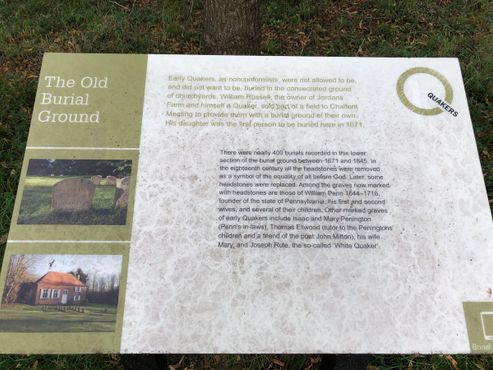 The Old
Burial
Ground
Early Quakers, as nonconformists, were not allowed to be,
and did not want to be, buried in the consecrated ground
of churchyards. William Russell, the owner of Jordans
Farm and himself a Quaker, sold part of a field to Chalfont
Meeting to provide them with a burial ground of their own.
His daughter was the first person to be buried here in 1671.
QUAKERS
There were nearly 400 burials recorded in this lower
section of the burial ground between 1671 and 1845. In
the eighteenth century all the headstones were removed
as a symbol of the equality of all before God. Later, some
headstones were replaced. Among the graves now marked
with headstones are those of William Penn 1644–1718,
founder of the state of Pennsylvania, his first and second
wives, and several of their children. Other marked graves
of early Quakers include Isaac and Mary Penington
(Penn's in-laws), Thomas Ellwood (tutor to the Peningtons'
children and a friend of the poet John Milton), his wife
Mary, and Joseph Rule, the so-called 'White Quaker'.